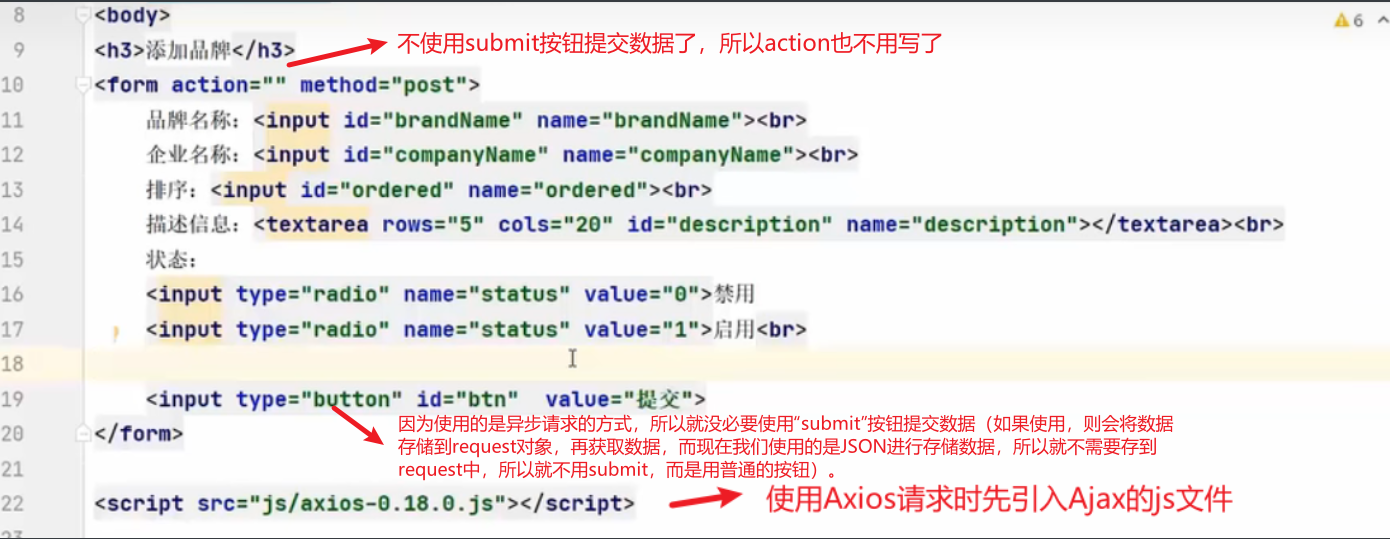 8 <body>
6
9 <h3>添加品牌</h3>
不使用submit按钮提交数据了，所以action也不用写了
10 <form action="" method="post">
11 品牌名称：<input id="brandName" name="brandName"><br>
12 企业名称：<input id="companyName" name="companyName"><br>
13 排序：<input id="ordered" name="ordered"><br>
14 描述信息：<textarea rows="5" cols="20" id="description" name="description"></textarea><br>
15 状态：
16 <input type="radio" name="status" value="0">禁用
17 <input type="radio" name="status" value="1">启用<br>
18
19 <input type="button" id="btn"  value="提交">
因为使用的是异步请求的方式，所以就没必要使用“submit”按钮提交数据（如果使用，则会将数据
20 </form>
存储到request对象，再获取数据，而现在我们使用的是JSON进行存储数据，所以就不需要存到
request中，所以就不用submit，而是用普通的按钮）。
21
22 <script src="js/axios-0.18.0.js"></script>
使用Axios请求时先引入Ajax的js文件